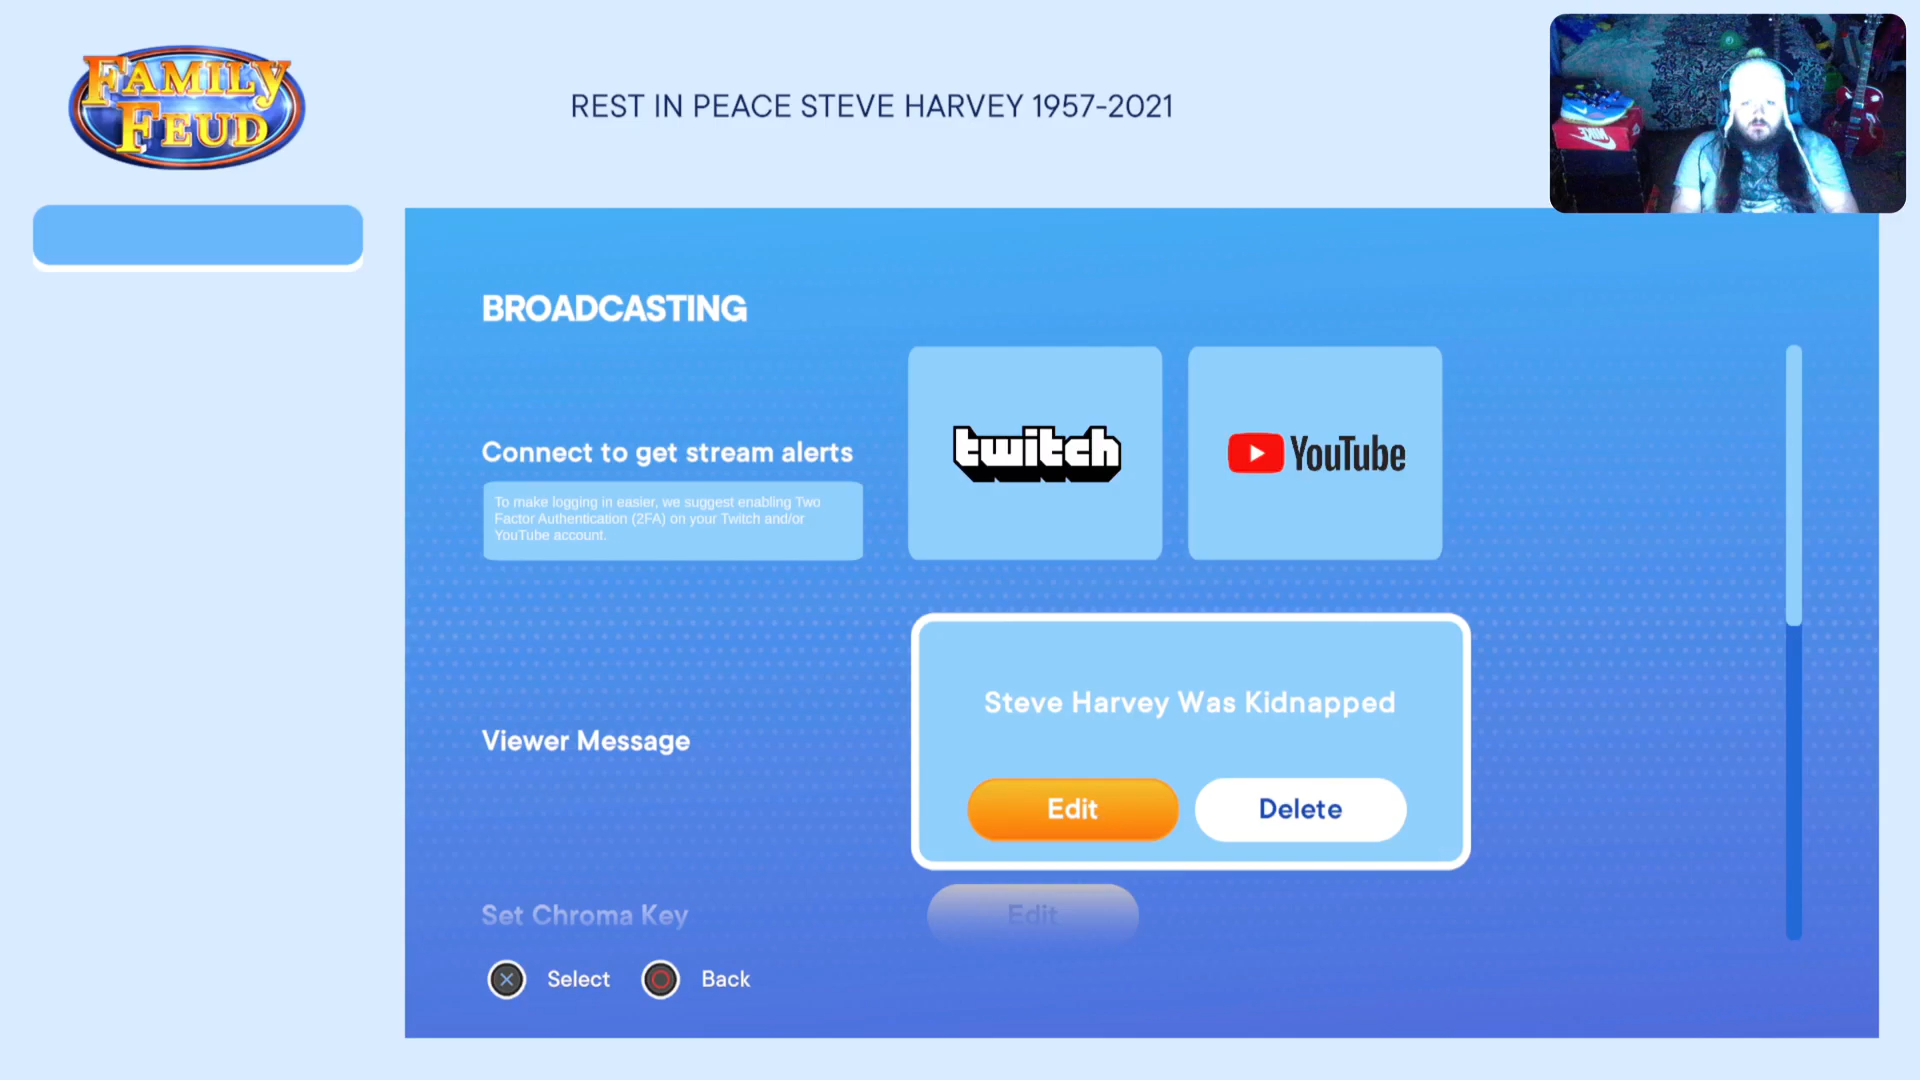 FAMILY
FEUD
REST IN PEACE STEVE HARVEY 1957-2021
NIKE
BROADCASTING
Connect to get stream alerts
To make logging in easier, we suggest enabling Two
Factor Authentication (2FA) on your Twitch and/or
YouTube account.
twitch
YouTube
Viewer Message
Steve Harvey Was Kidnapped
Edit
Delete
Set Chroma Key
Edit
Select
Back